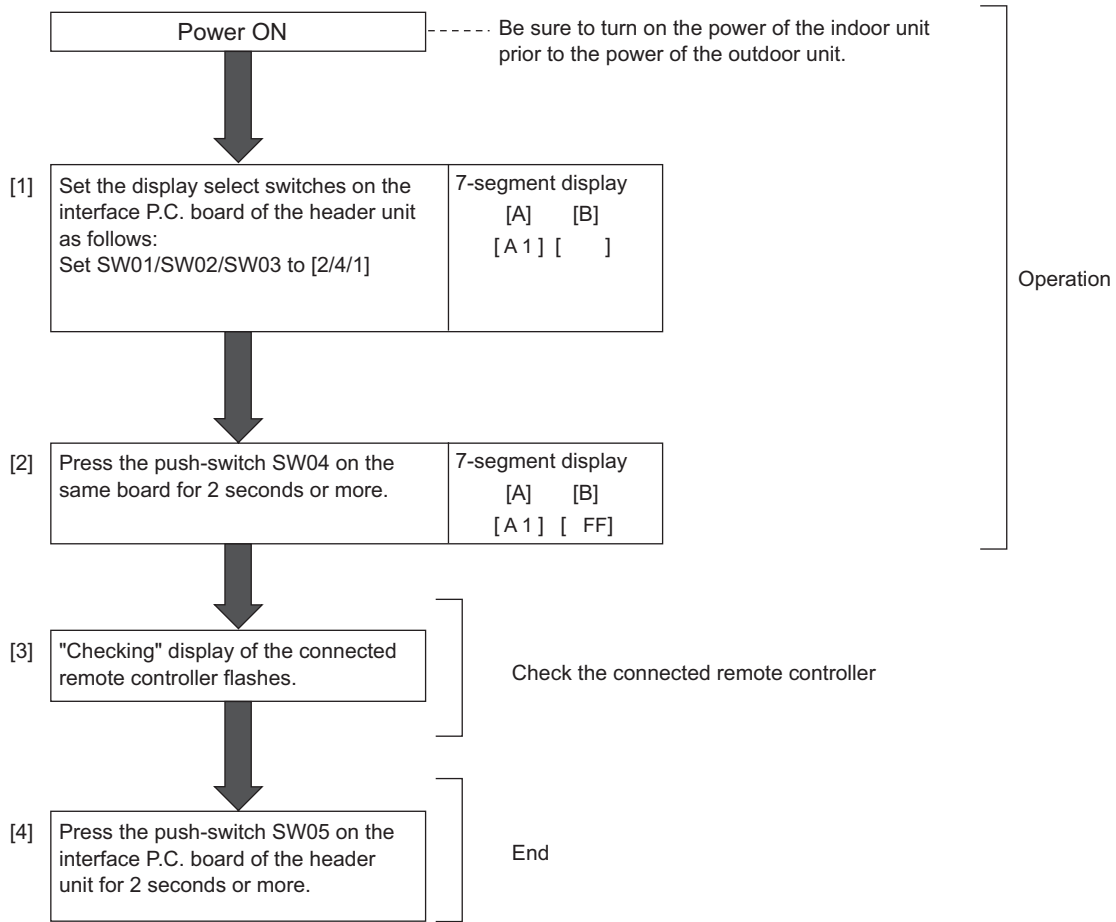 Power ON
Be sure to turn on the power of the indoor unit
prior to the power of the outdoor unit.
[1]
Set the display select switches on the
interface P.C. board of the header unit
as follows:
Set SW01/SW02/SW03 to [2/4/1]
7-segment display
[A] [B]
[ A 1 ] [ ]
Operation
[2]
Press the push-switch SW04 on the
same board for 2 seconds or more.
7-segment display
[A] [B]
[ A 1 ] [ FF]
[3]
"Checking" display of the connected
remote controller flashes.
Check the connected remote controller
[4]
Press the push-switch SW05 on the
interface P.C. board of the header
unit for 2 seconds or more.
End